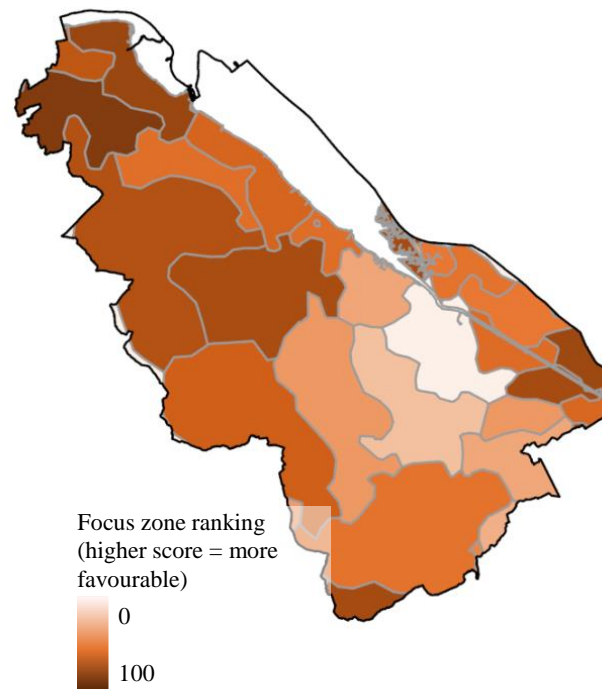 Focus zone ranking
(higher score = more
favourable)
0
100